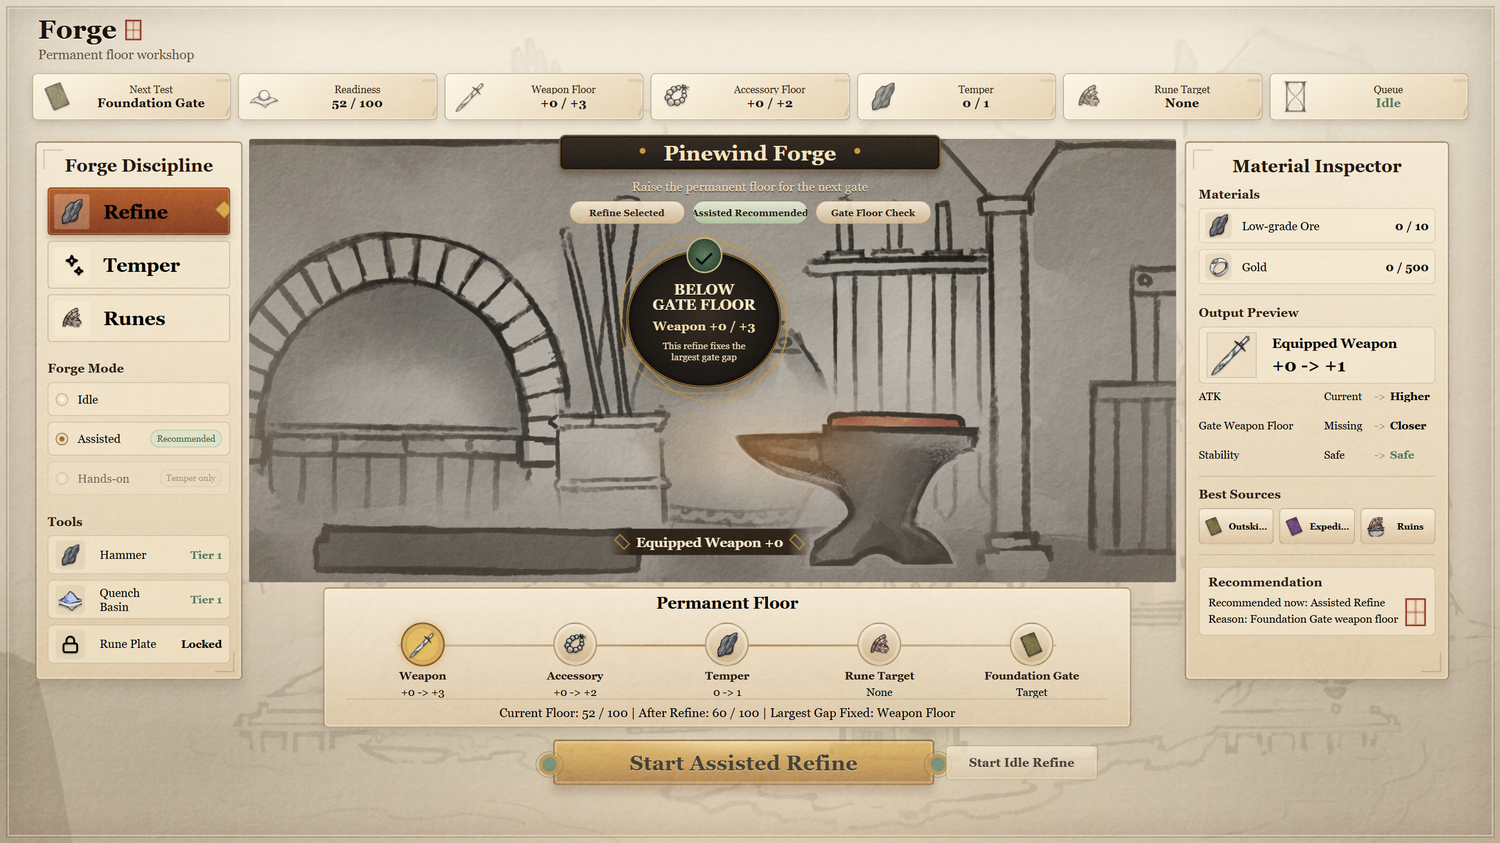 Forge
Permanent floor workshop
Next Test
Foundation Gate
Readiness
52 / 100
Weapon Floor
+0 / +3
Accessory Floor
+0 / +2
Temper
0 / 1
Rune Target
None
Queue
Idle
Forge Discipline
Refine
Temper
Runes
Forge Mode
Idle
Assisted
Recommended
Hands-on
Temper only
Tools
Hammer
Tier 1
Quench
Basin
Tier 1
Rune Plate
Locked
Pinewind Forge
Raise the permanent floor for the next gate
Refine Selected
Assisted Recommended
Gate Floor Check
BELOW
GATE FLOOR
Weapon +0 / +3
This refine fixes the
largest gate gap
Equipped Weapon +0
Permanent Floor
Weapon
+0 -> +3
Accessory
+0 -> +2
Temper
0 -> 1
Rune Target
None
Foundation Gate
Target
Current Floor: 52 / 100 | After Refine: 60 / 100 | Largest Gap Fixed: Weapon Floor
Start Assisted Refine
Start Idle Refine
Material Inspector
Materials
Low-grade Ore
0 / 10
Gold
0 / 500
Output Preview
Equipped Weapon
+0 -> +1
ATK Current -> Higher
Gate Weapon Floor Missing -> Closer
Stability Safe -> Safe
Best Sources
Outski...
Expedi...
Ruins
Recommendation
Recommended now: Assisted Refine
Reason: Foundation Gate weapon floor